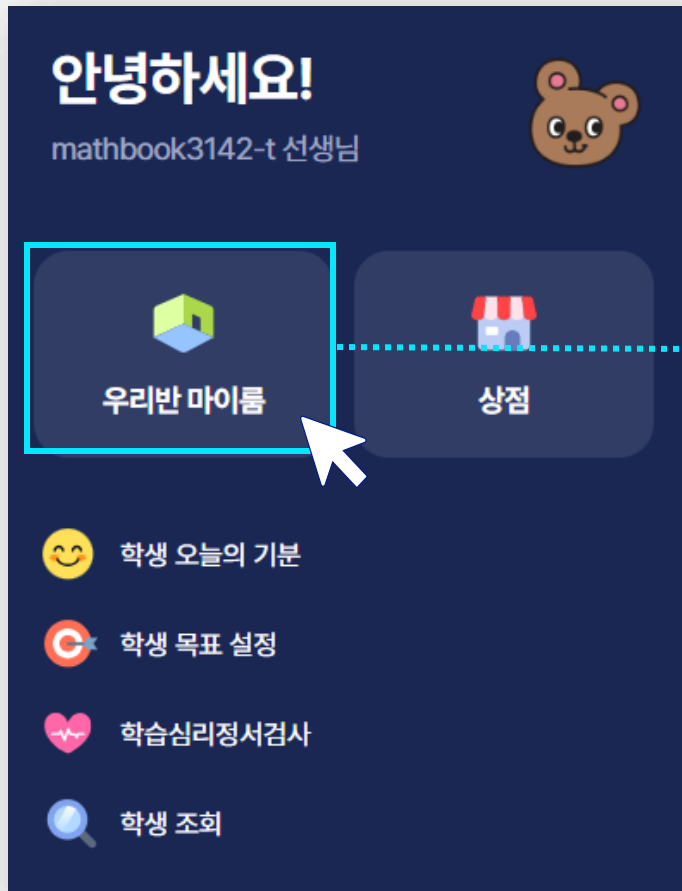 안녕하세요!
mathbook3142-t 선생님
우리반 마이룸
상점
학생 오늘의 기분
학생 목표 설정
학습심리정서검사
학생 조회